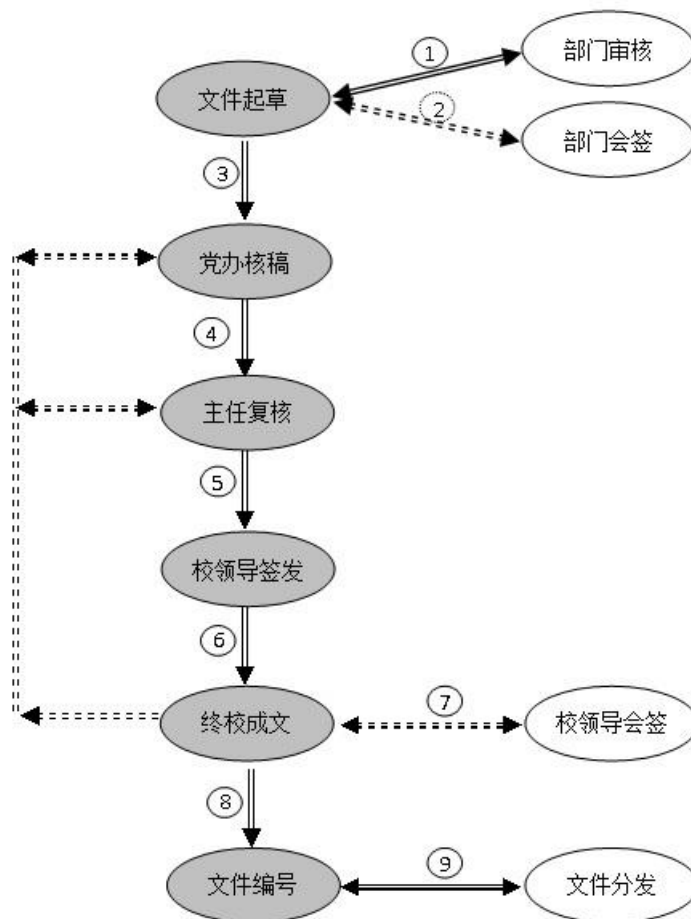 ①
部门审核
文件起草
②
部门会签
③
党办核稿
④
主任复核
⑤
校领导签发
⑥
终校成文
⑦
校领导会签
⑧
文件编号
⑨
文件分发